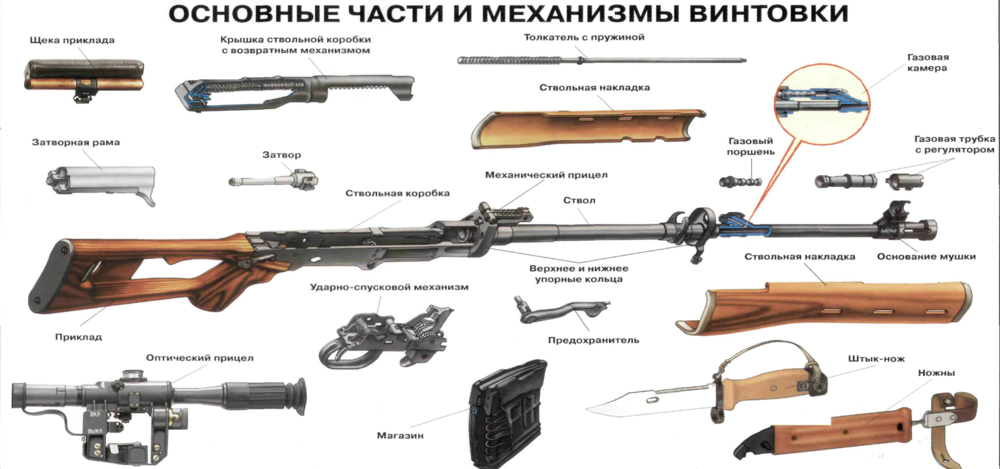 ОСНОВНЫЕ ЧАСТИ И МЕХАНИЗМЫ ВИНТОВКИ
Щека приклада
Крышка ствольной коробки
с возвратным механизмом
Толкатель с пружиной
Газовая
камера
Ствольная накладка
Затворная рама
Затвор
Газовый
поршень
Газовая трубка
с регулятором
Механический прицел
Ствольная коробка
Ствол
Верхнее и нижнее
упорные кольца
Ствольная накладка
Основание мушки
Ударно-спусковой механизм
Приклад
Предохранитель
Оптический прицел
ВКЛ
ВЫКЛ
Магазин
Штык-нож
Ножны